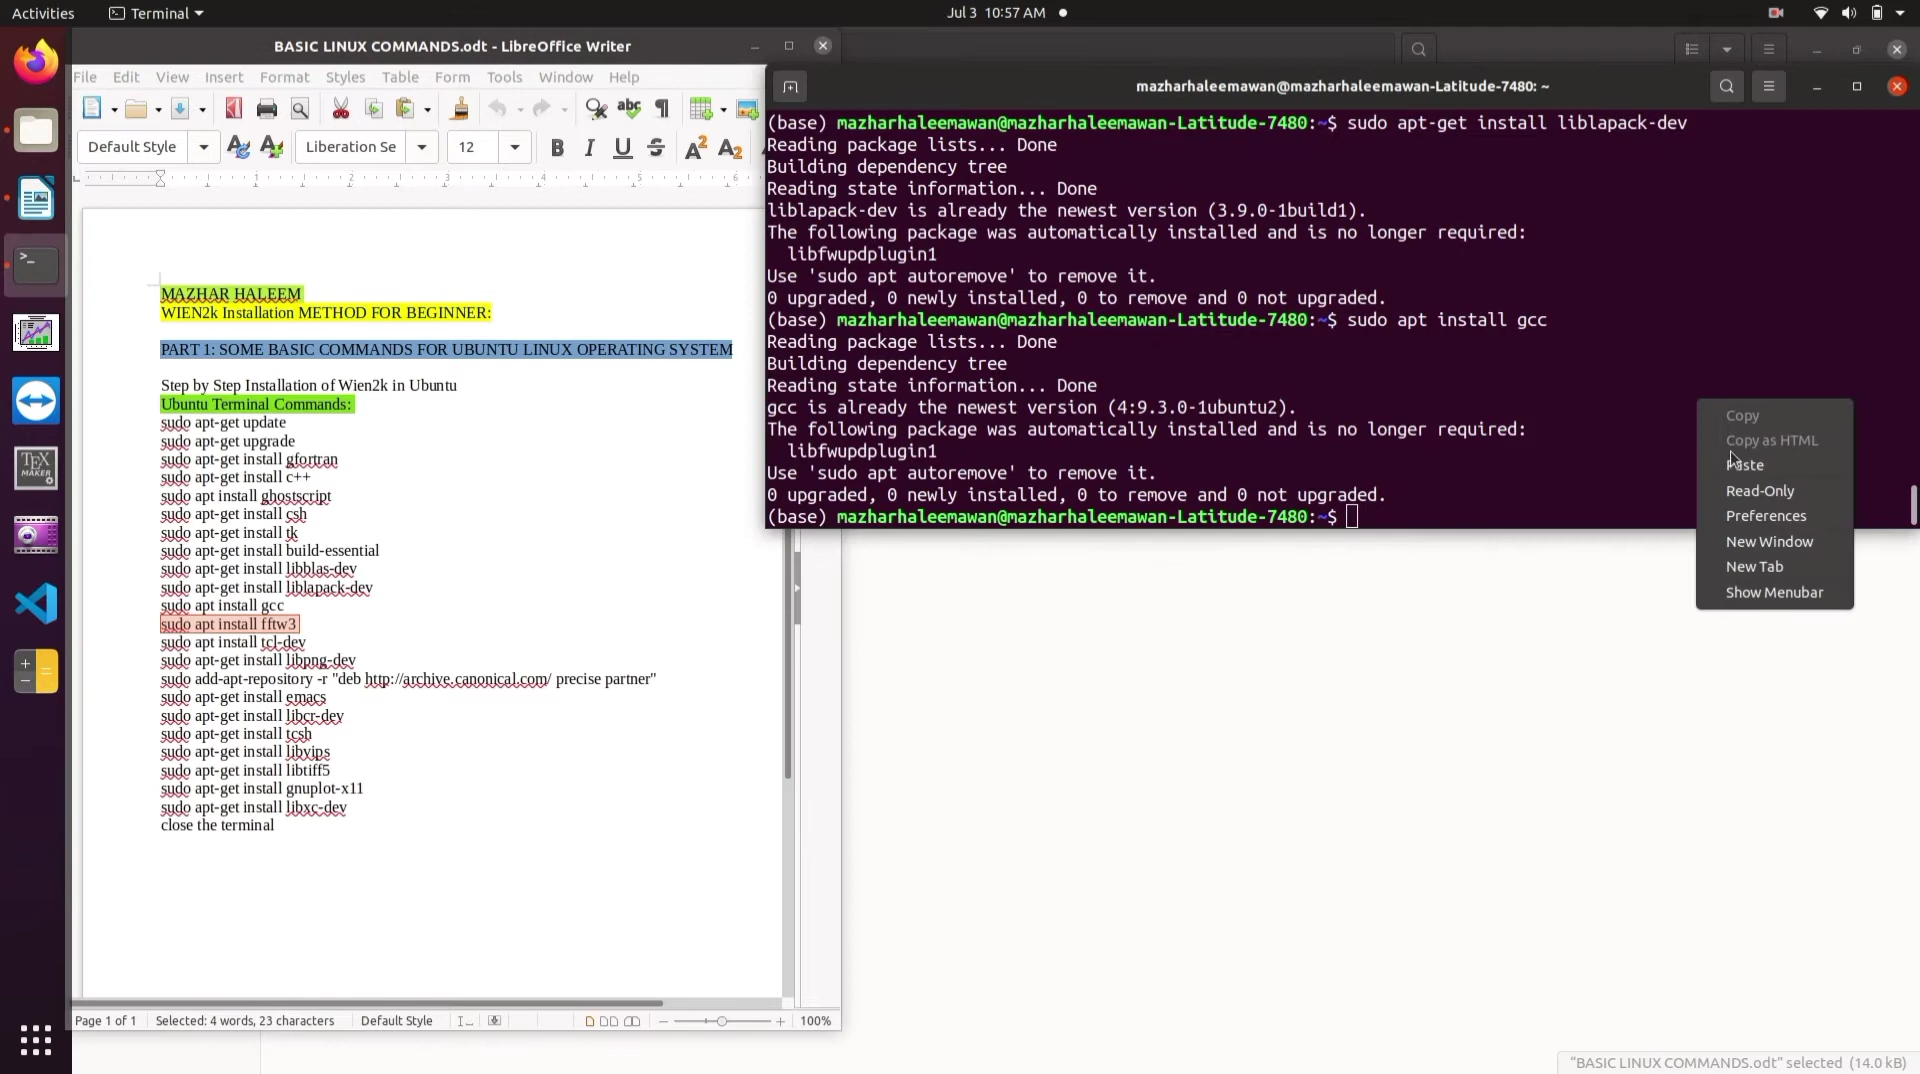 Activities
Terminal
Jul 3 10:57 AM
BASIC LINUX COMMANDS.odt - LibreOffice Writer
File Edit View Insert Format Styles Table Form Tools Window Help
Default Style
Liberation Se
12
1 2 3 4 5 6
MAZHAR HALEEM
WIEN2k Installation METHOD FOR BEGINNER:
PART 1: SOME BASIC COMMANDS FOR UBUNTU LINUX OPERATING SYSTEM
Step by Step Installation of Wien2k in Ubuntu
Ubuntu Terminal Commands:
sudo apt-get update
sudo apt-get upgrade
sudo apt-get install gfortran
sudo apt-get install c++
sudo apt install ghostscript
sudo apt-get install csh
sudo apt-get install tk
sudo apt-get install build-essential
sudo apt-get install libblas-dev
sudo apt-get install liblapack-dev
sudo apt install gcc
sudo apt install fftw3
sudo apt install tcl-dev
sudo apt-get install libpng-dev
sudo add-apt-repository -r "deb http://archive.canonical.com/ precise partner"
sudo apt-get install emacs
sudo apt-get install libcr-dev
sudo apt-get install tcsh
sudo apt-get install libvips
sudo apt-get install libtiff5
sudo apt-get install gnuplot-x11
sudo apt-get install libxc-dev
close the terminal
Page 1 of 1
Selected: 4 words, 23 characters
Default Style
100%
mazharhaleemawan@mazharhaleemawan-Latitude-7480: ~
(base) mazharhaleemawan@mazharhaleemawan-Latitude-7480:~$ sudo apt-get install liblapack-dev
Reading package lists... Done
Building dependency tree
Reading state information... Done
liblapack-dev is already the newest version (3.9.0-1build1).
The following package was automatically installed and is no longer required:
libfwupdplugin1
Use 'sudo apt autoremove' to remove it.
0 upgraded, 0 newly installed, 0 to remove and 0 not upgraded.
(base) mazharhaleemawan@mazharhaleemawan-Latitude-7480:~$ sudo apt install gcc
Reading package lists... Done
Building dependency tree
Reading state information... Done
gcc is already the newest version (4:9.3.0-1ubuntu2).
The following package was automatically installed and is no longer required:
libfwupdplugin1
Use 'sudo apt autoremove' to remove it.
0 upgraded, 0 newly installed, 0 to remove and 0 not upgraded.
(base) mazharhaleemawan@mazharhaleemawan-Latitude-7480:~$
Copy
Copy as HTML
Paste
Read-Only
Preferences
New Window
New Tab
Show Menubar
TEX
MAKER
"BASIC LINUX COMMANDS.odt" selected (14.0 kB)